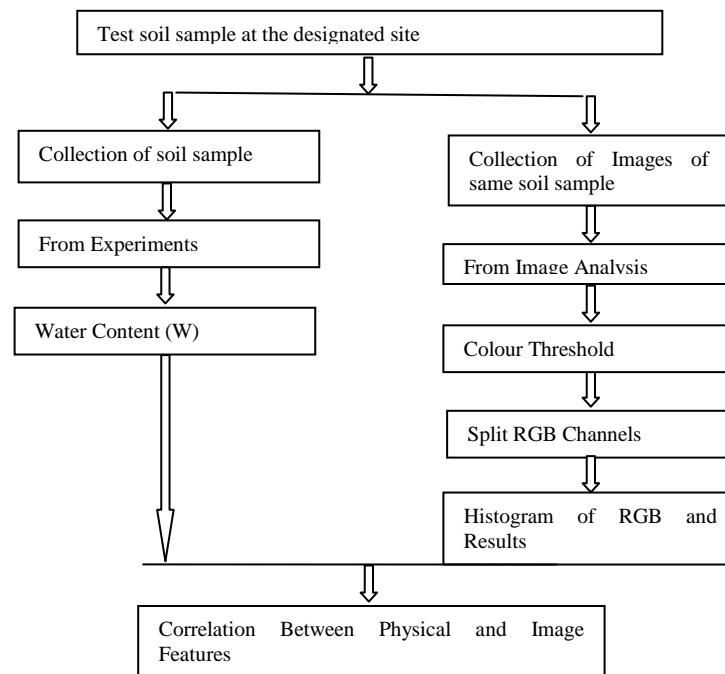 Test soil sample at the designated site
Collection of soil sample
Collection of Images of
same soil sample
From Experiments
From Image Analysis
Water Content (W)
Colour Threshold
Split RGB Channels
Histogram of RGB and
Results
Correlation Between Physical and Image
Features